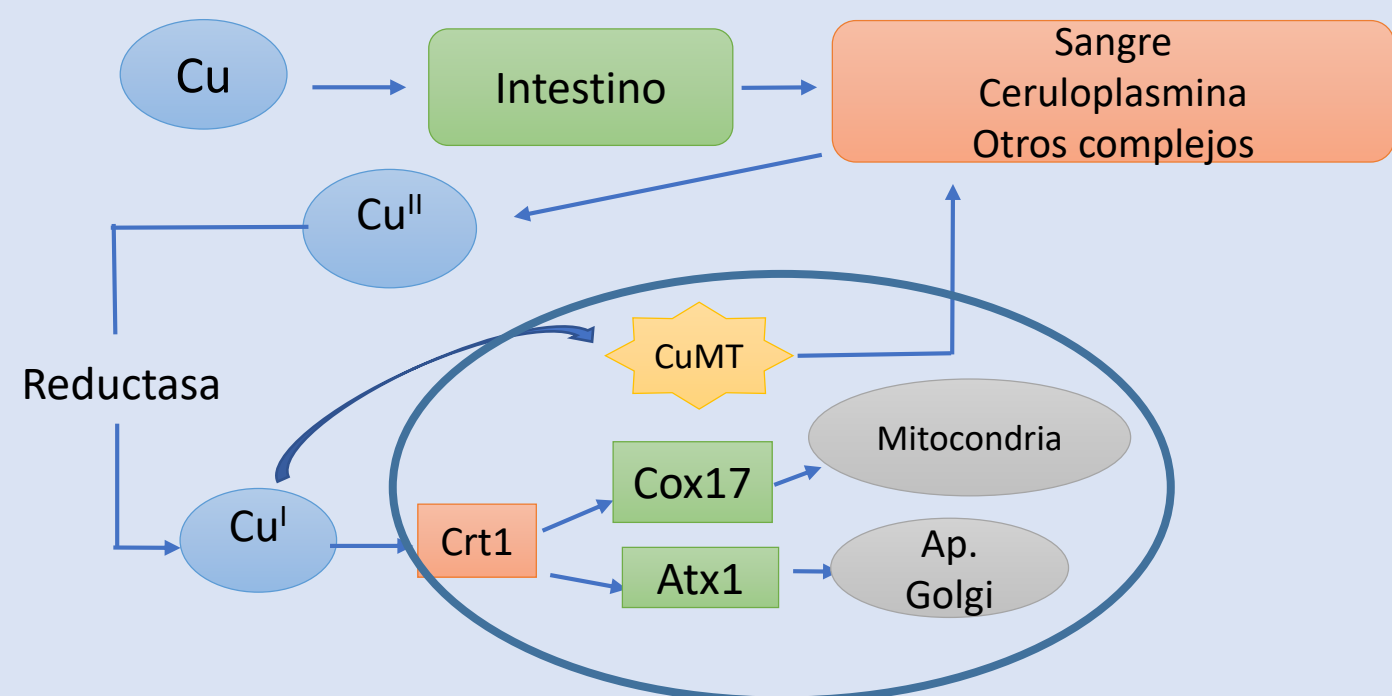 Cu
Intestino
Sangre
Ceruloplasmina
Otros complejos
Cuᴵᴵ
Reductasa
CuMT
Mitocondria
Cox17
Cuᴵ
Crt1
Atx1
Ap.
Golgi